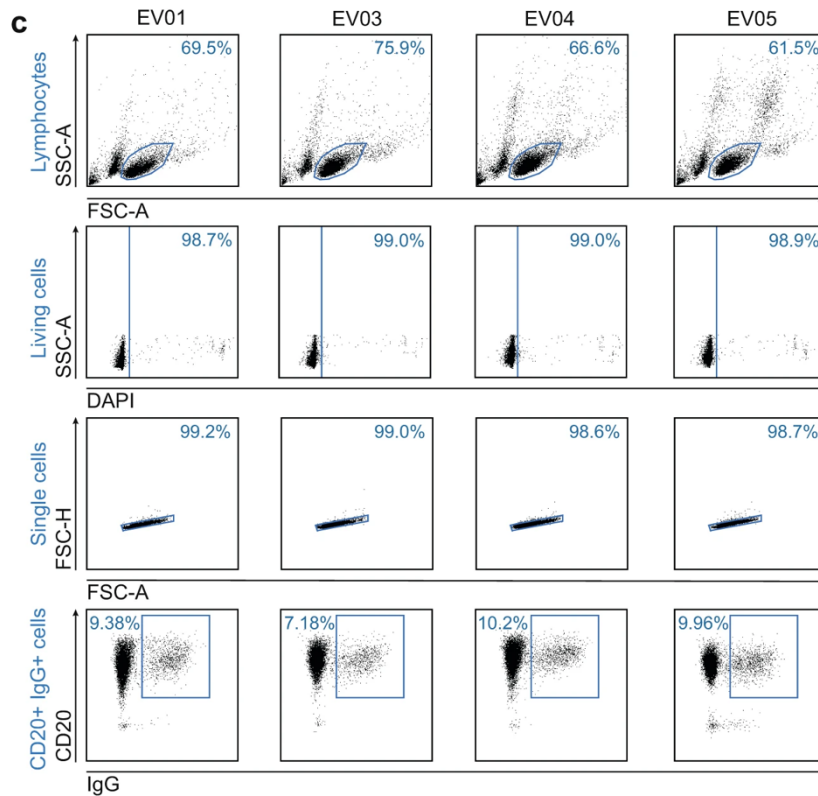 c
EV01 EV03 EV04 EV05
Lymphocytes
SSC-A
69.5% 75.9% 66.6% 61.5%
FSC-A
Living cells
SSC-A
98.7% 99.0% 99.0% 98.9%
DAPI
Single cells
FSC-H
99.2% 99.0% 98.6% 98.7%
FSC-A
CD20+ IgG+ cells
CD20
9.38% 7.18% 10.2% 9.96%
IgG